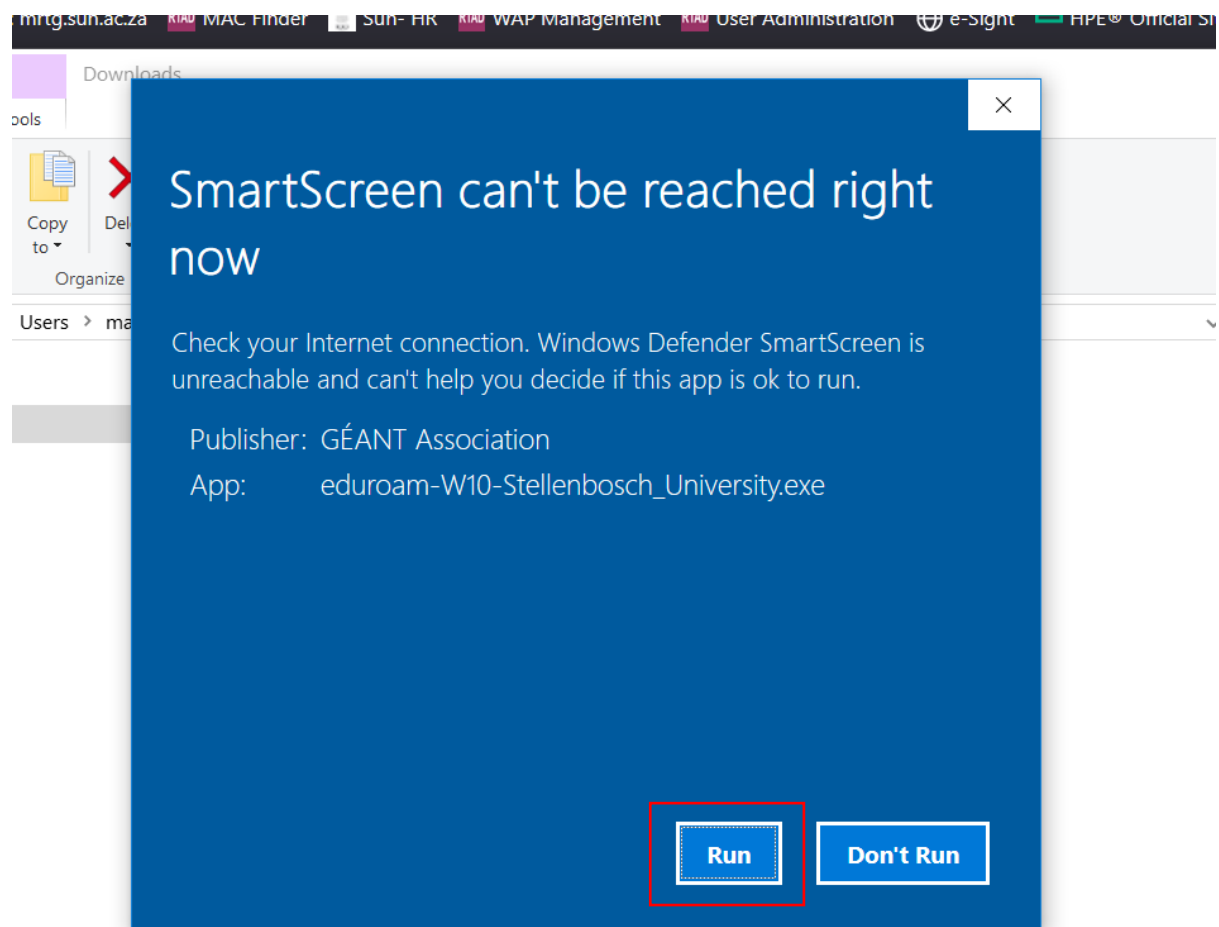 mrtg.sun.ac.za RTAD MAC Finder Sun- HR RTAD WAP Management RTAD User Administration e-Sight HPE® Official
Downloads
Copy
to
Organize
Users > ma
SmartScreen can't be reached right
now
Check your Internet connection. Windows Defender SmartScreen is
unreachable and can't help you decide if this app is ok to run.
Publisher: GÉANT Association
App: eduroam-W10-Stellenbosch_University.exe
Run Don't Run